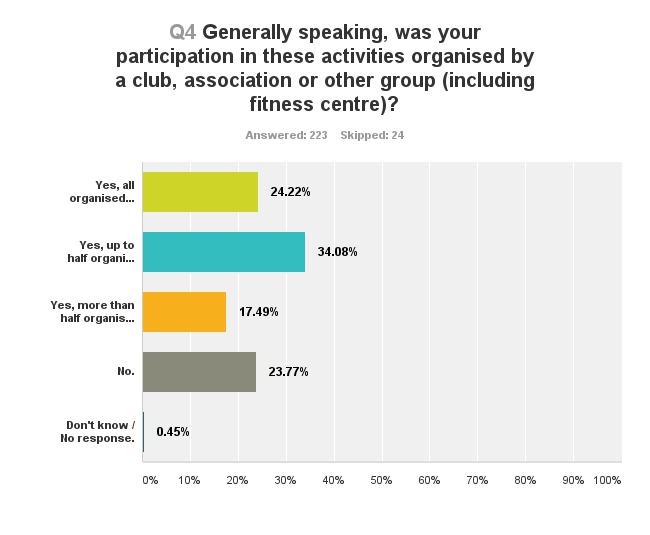 Q4 Generally speaking, was your
participation in these activities organised by
a club, association or other group (including
fitness centre)?
Answered: 223 Skipped: 24
Yes, all
organised...
24.22%
Yes, up to
half organi...
34.08%
Yes, more than
half organis...
17.49%
No.
23.77%
Don't know /
No response.
0.45%
0% 10% 20% 30% 40% 50% 60% 70% 80% 90% 100%